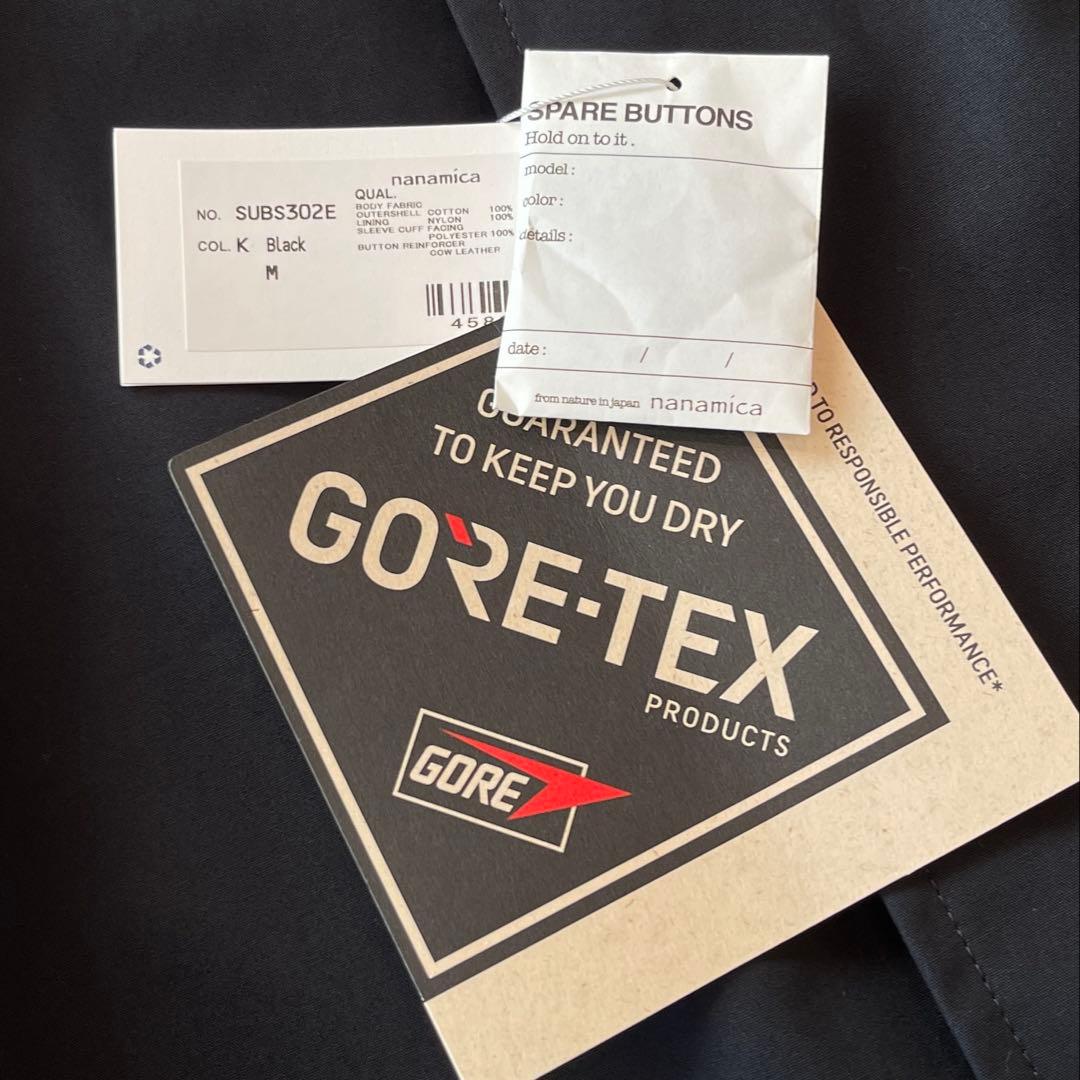 nanamica
NO. SUBS302E
COL. K Black
M
QUAL.
BODY FABRIC
OUTERSHELL COTTON 100%
LINING NYLON 100%
SLEEVE CUFF FACING
POLYESTER 100%
BUTTON REINFORCER
COW LEATHER
458
SPARE BUTTONS
Hold on to it.
model:
color:
details:
date: / /
from nature in japan nanamica
GUARANTEED
TO KEEP YOU DRY
GORE-TEX
PRODUCTS
GORE
TO RESPONSIBLE PERFORMANCE*